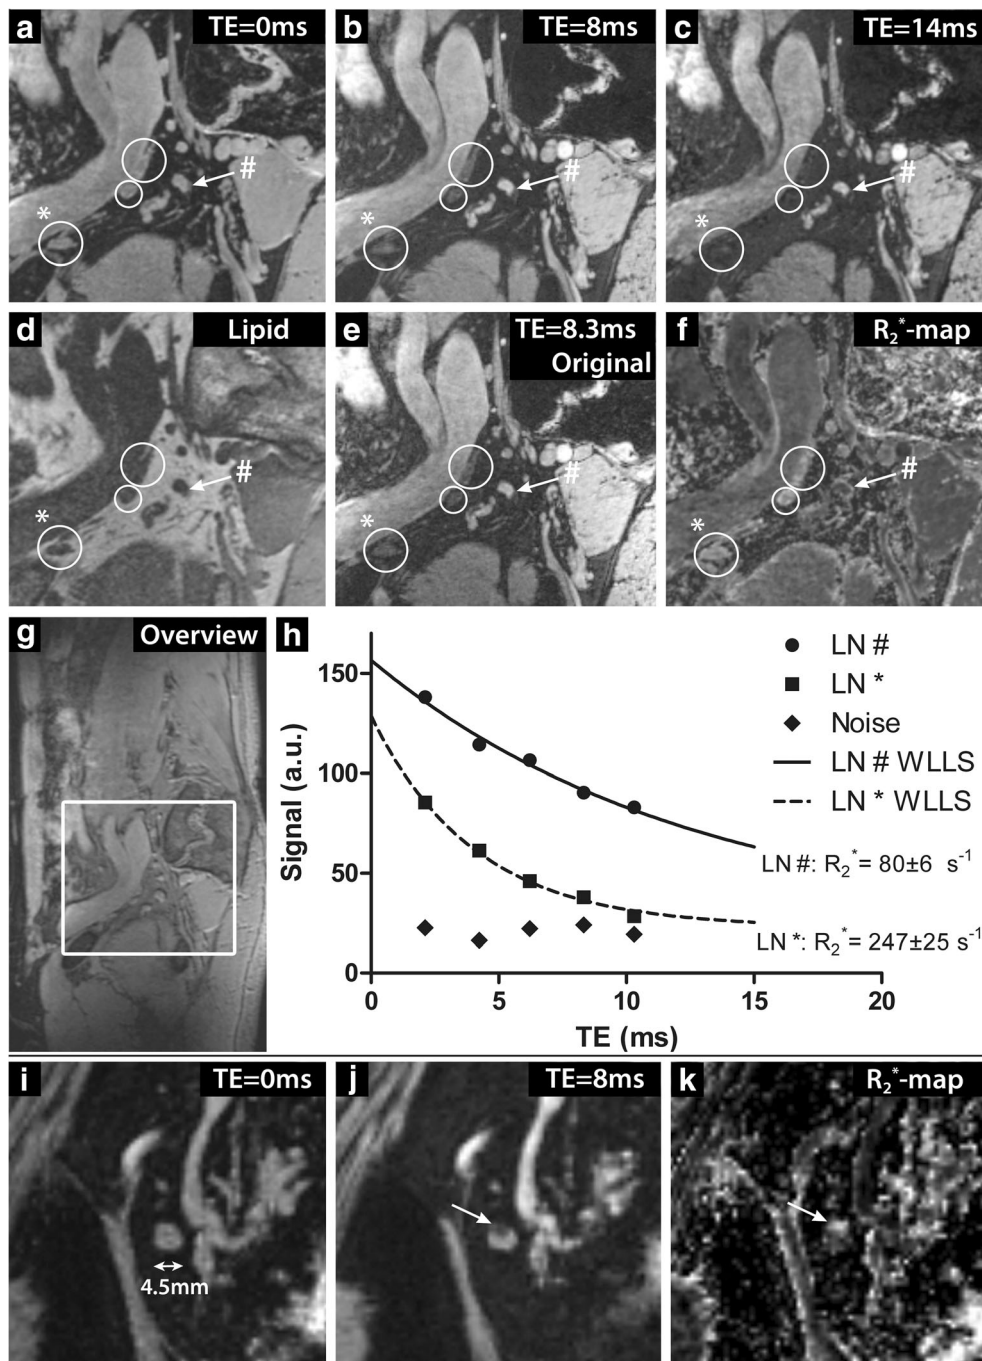 a TE=0ms
b TE=8ms
c TE=14ms
#
*
#
*
#
*
d Lipid
e TE=8.3ms
Original
f R2*-map
#
*
#
*
#
*
g Overview
h
150
100
50
0
Signal (a.u.)
0 5 10 15 20
TE (ms)
LN #
LN *
Noise
LN # WLLS
LN * WLLS
LN #: R2* = 80±6 s-1
LN *: R2* = 247±25 s-1
i TE=0ms
j TE=8ms
k R2*-map
4.5mm